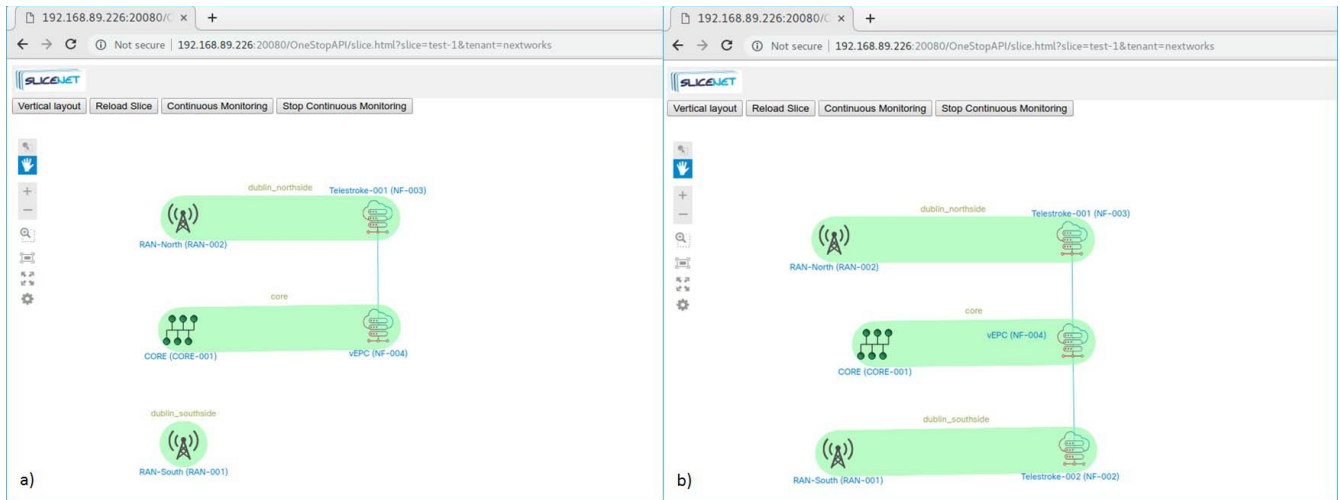 192.168.89.226:20080/O
Not secure | 192.168.89.226:20080/OneStopAPI/slice.html?slice=test-1&tenant=nextworks
SLICENET
Vertical layout Reload Slice Continuous Monitoring Stop Continuous Monitoring
dublin_northside
Telestroke-001 (NF-003)
RAN-North (RAN-002)
core
CORE (CORE-001)
vEPC (NF-004)
dublin_southside
RAN-South (RAN-001)
a)
192.168.89.226:20080/O
Not secure | 192.168.89.226:20080/OneStopAPI/slice.html?slice=test-1&tenant=nextworks
SLICENET
Vertical layout Reload Slice Continuous Monitoring Stop Continuous Monitoring
dublin_northside
Telestroke-001 (NF-003)
RAN-North (RAN-002)
core
vEPC (NF-004)
CORE (CORE-001)
dublin_southside
RAN-South (RAN-001)
Telestroke-002 (NF-002)
b)